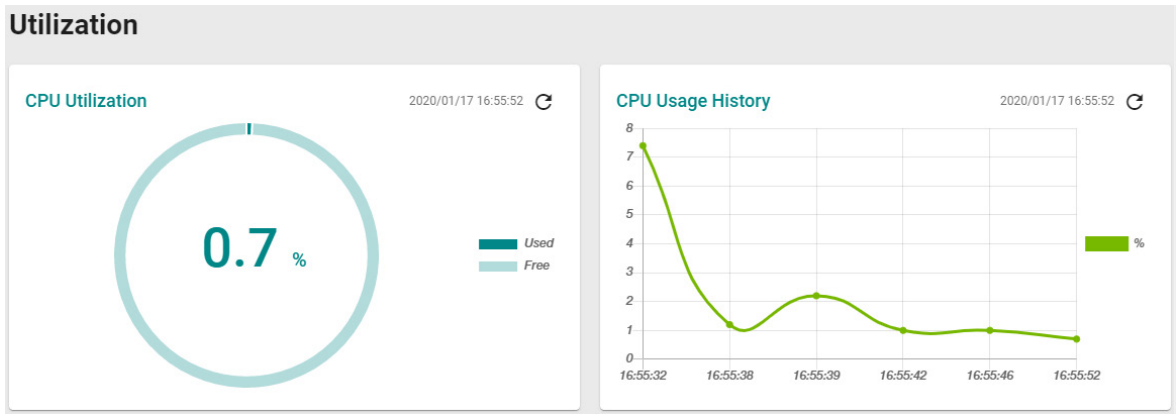 Utilization
CPU Utilization
2020/01/17 16:55:52
0.7 %
Used
Free
CPU Usage History
2020/01/17 16:55:52
8
7
6
5
4
3
2
1
0
16:55:32 16:55:38 16:55:39 16:55:42 16:55:46 16:55:52
%